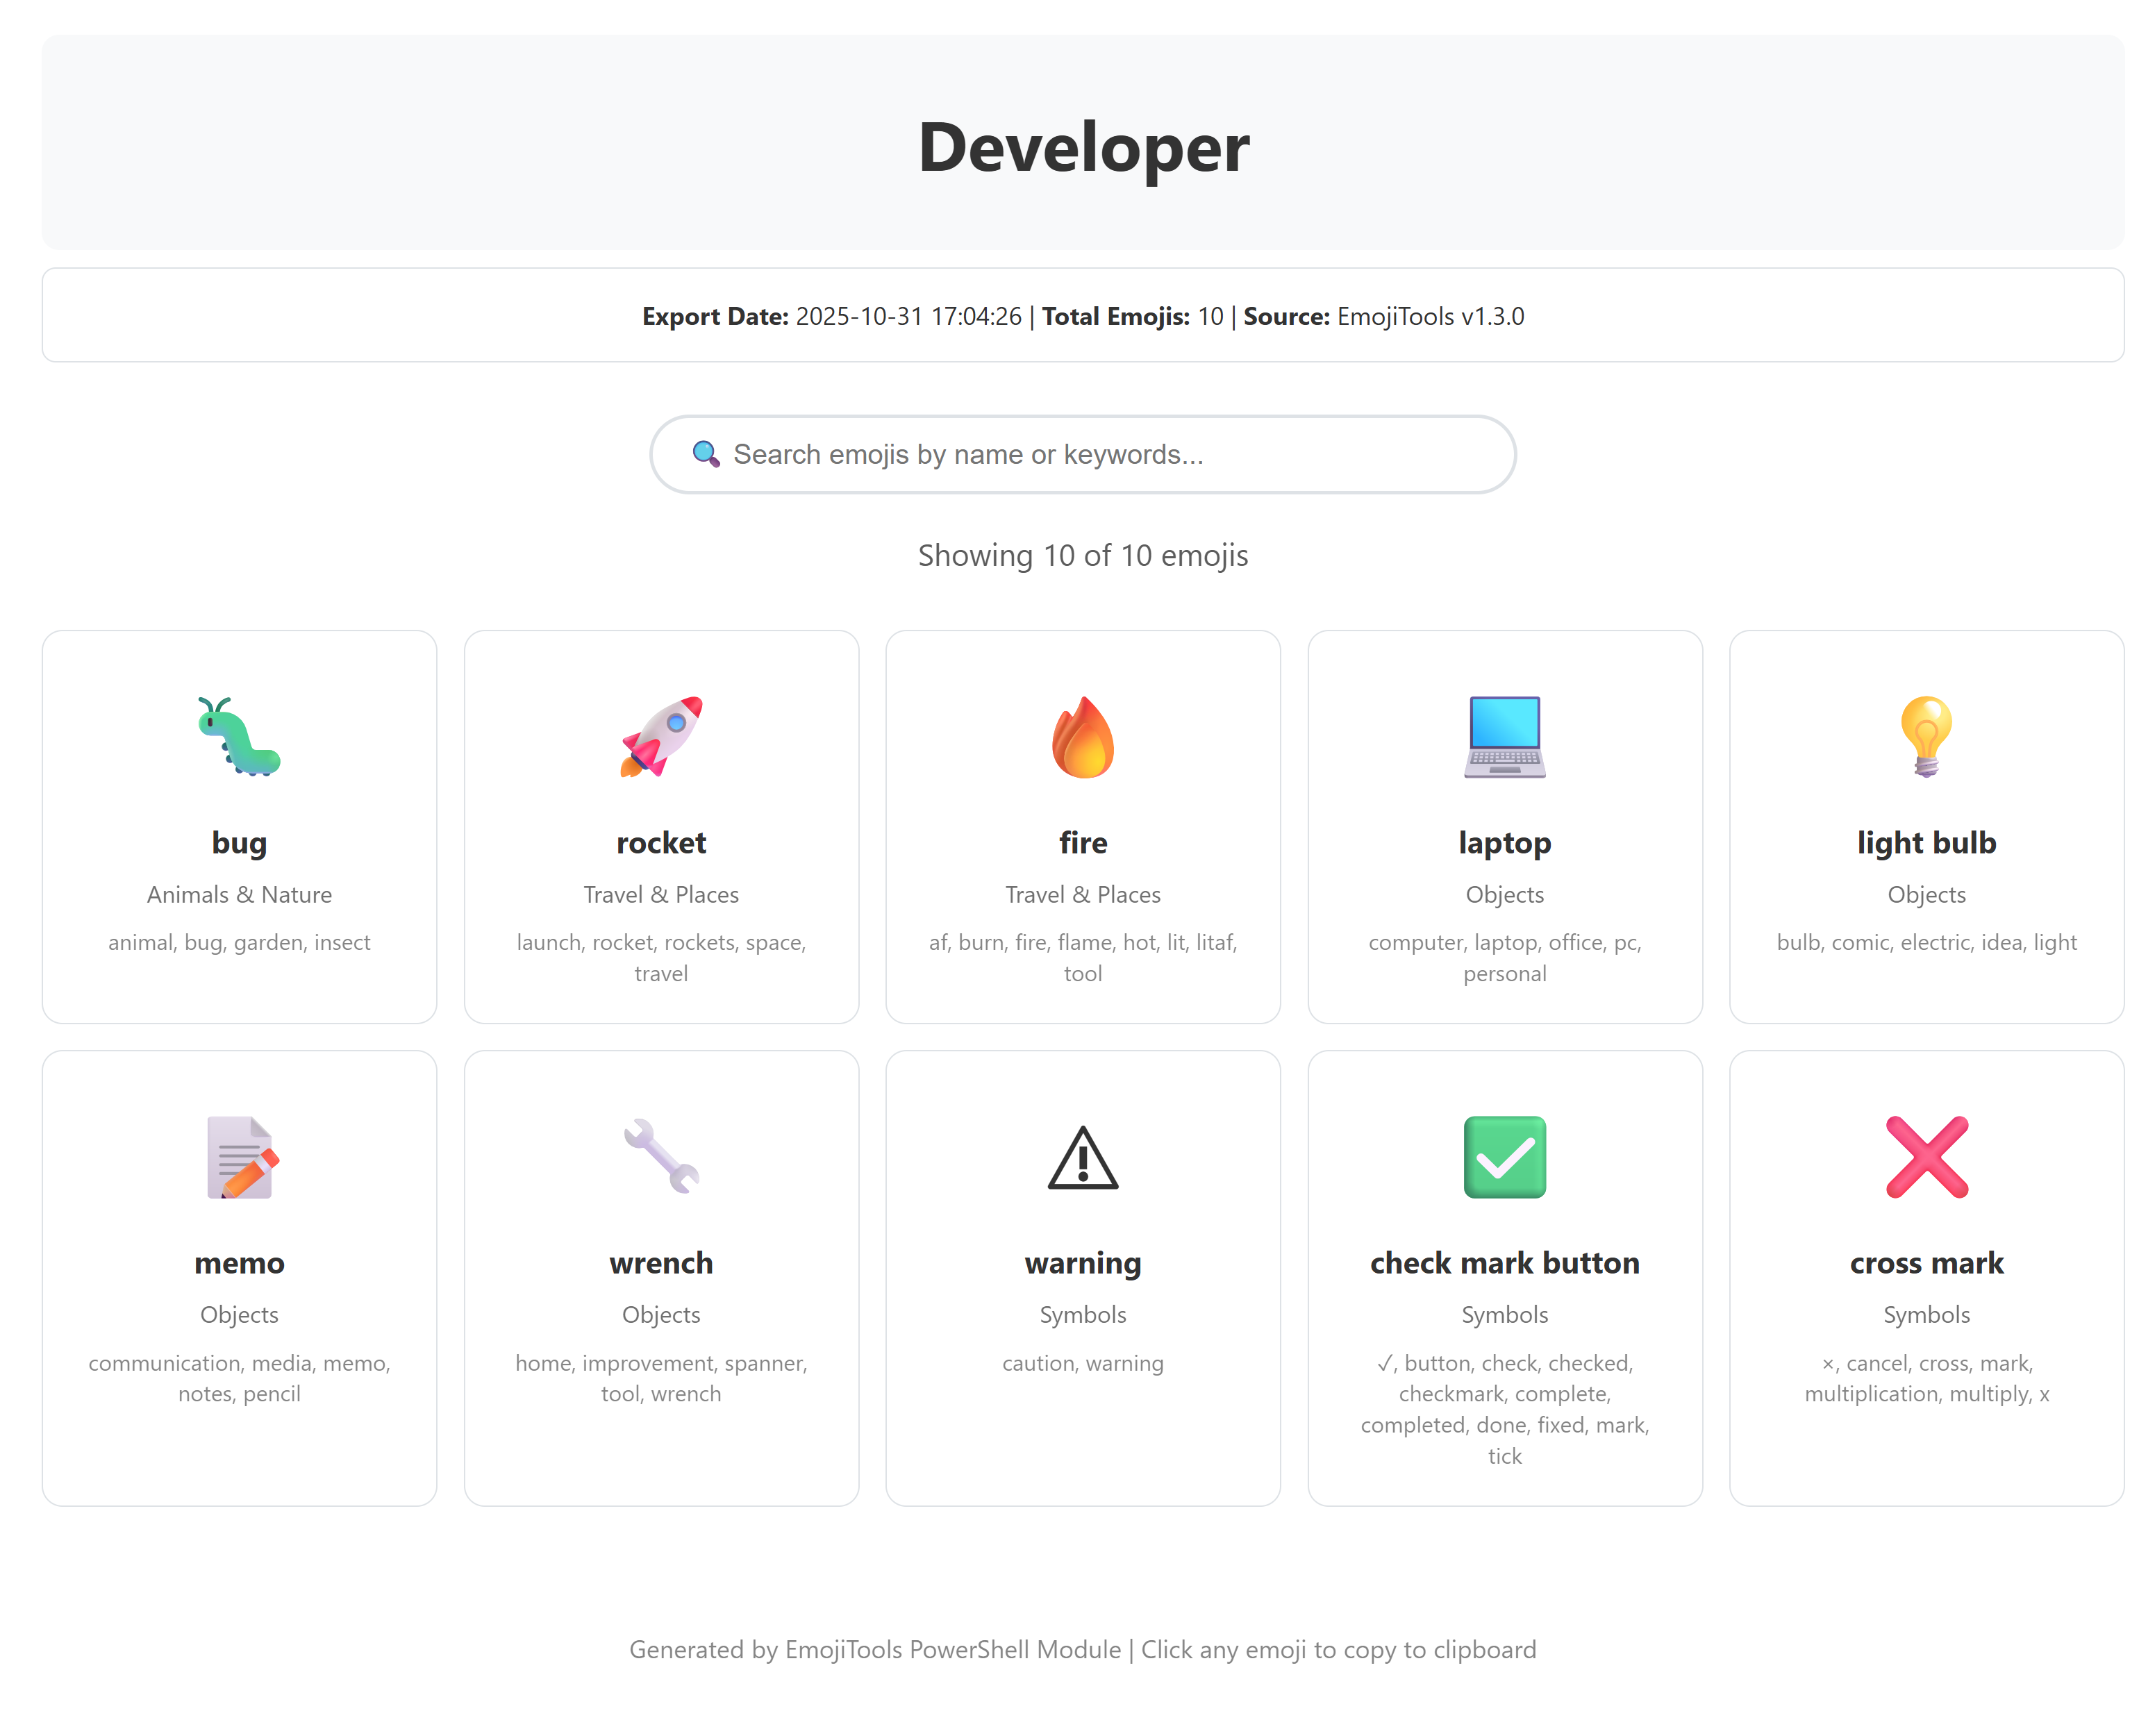 Developer
Export Date: 2025-10-31 17:04:26 | Total Emojis: 10 | Source: EmojiTools v1.3.0
🔍 Search emojis by name or keywords...
Showing 10 of 10 emojis
bug
Animals & Nature
animal, bug, garden, insect
rocket
Travel & Places
launch, rocket, rockets, space,
travel
fire
Travel & Places
af, burn, fire, flame, hot, lit, litaf,
tool
laptop
Objects
computer, laptop, office, pc,
personal
light bulb
Objects
bulb, comic, electric, idea, light
memo
Objects
communication, media, memo,
notes, pencil
wrench
Objects
home, improvement, spanner,
tool, wrench
warning
Symbols
caution, warning
check mark button
Symbols
✓, button, check, checked,
checkmark, complete,
completed, done, fixed, mark,
tick
cross mark
Symbols
×, cancel, cross, mark,
multiplication, multiply, x
Generated by EmojiTools PowerShell Module | Click any emoji to copy to clipboard